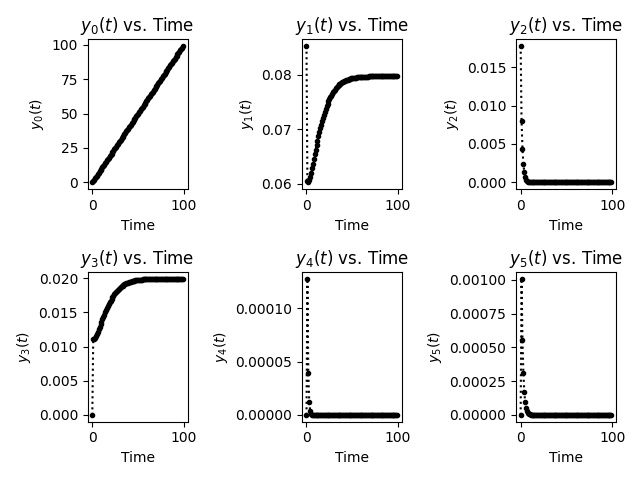 y₀(t) vs. Time
y₁(t) vs. Time
y₂(t) vs. Time
y₀(t)
100
75
50
25
0
0
100
Time
y₁(t)
0.08
0.07
0.06
0
100
Time
y₂(t)
0.015
0.010
0.005
0.000
0
100
Time
y₃(t) vs. Time
y₄(t) vs. Time
y₅(t) vs. Time
y₃(t)
0.020
0.015
0.010
0.005
0.000
0
100
Time
y₄(t)
0.00010
0.00005
0.00000
0
100
Time
y₅(t)
0.00100
0.00075
0.00050
0.00025
0.00000
0
100
Time